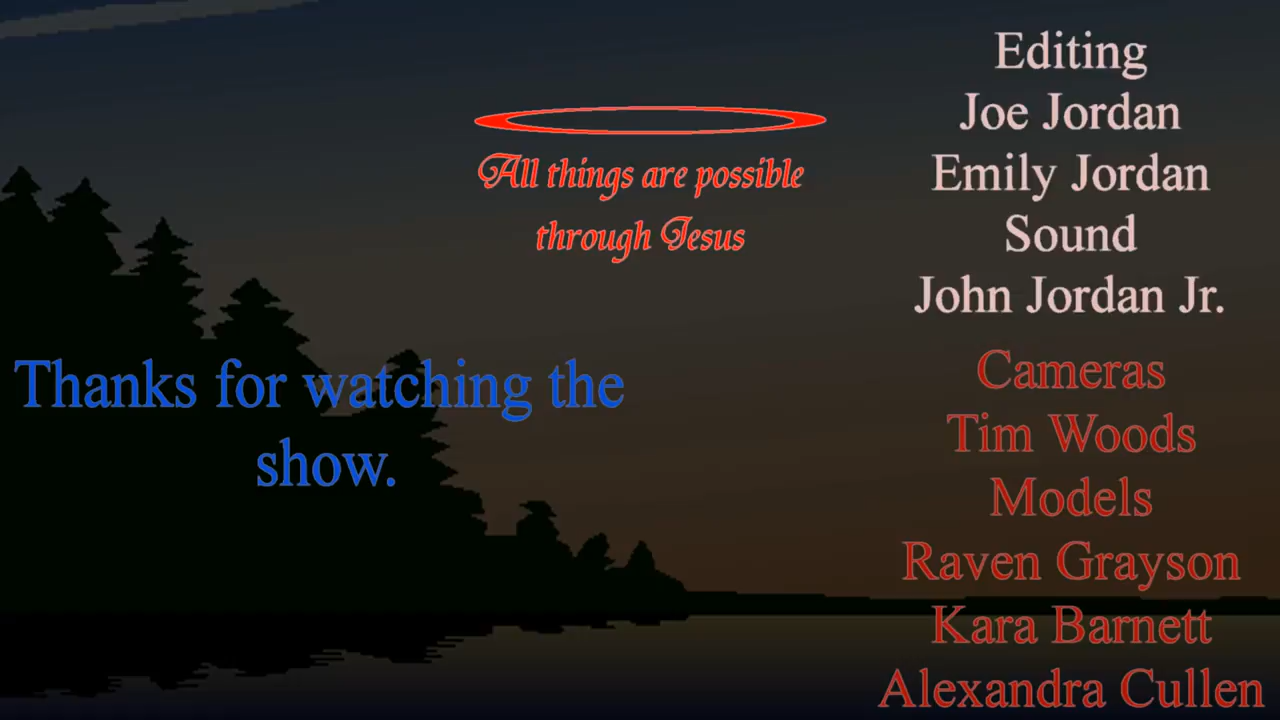 All things are possible
through Jesus
Thanks for watching the
show.
Editing
Joe Jordan
Emily Jordan
Sound
John Jordan Jr.
Cameras
Tim Woods
Models
Raven Grayson
Kara Barnett
Alexandra Cullen